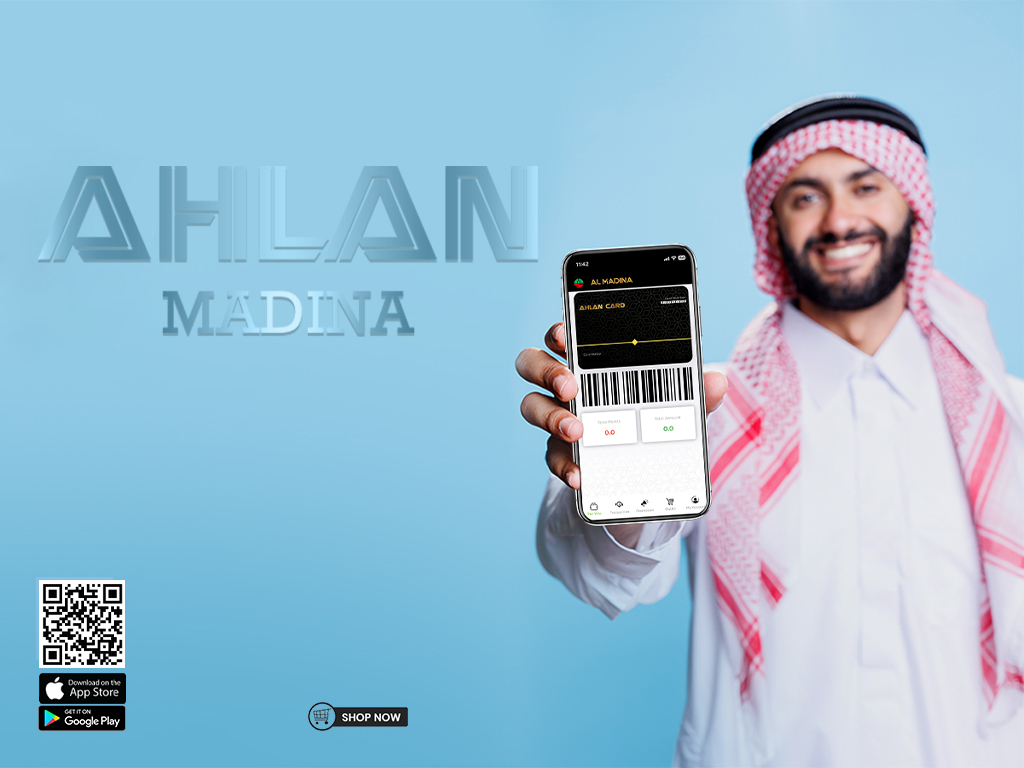 AHLAN
MADINA
11:42
AL MADINA
AHLAN CARD
0.0
0.0
Download on the
App Store
GET IT ON
Google Play
SHOP NOW